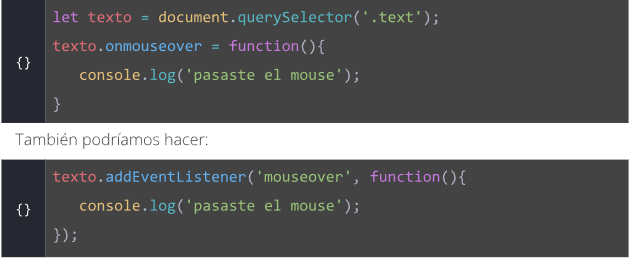 let texto = document.querySelector('.text');
texto.onmouseover = function(){
{}
console.log('pasaste el mouse');
}
También podríamos hacer:
texto.addEventListener('mouseover', function(){
{}
console.log('pasaste el mouse');
});